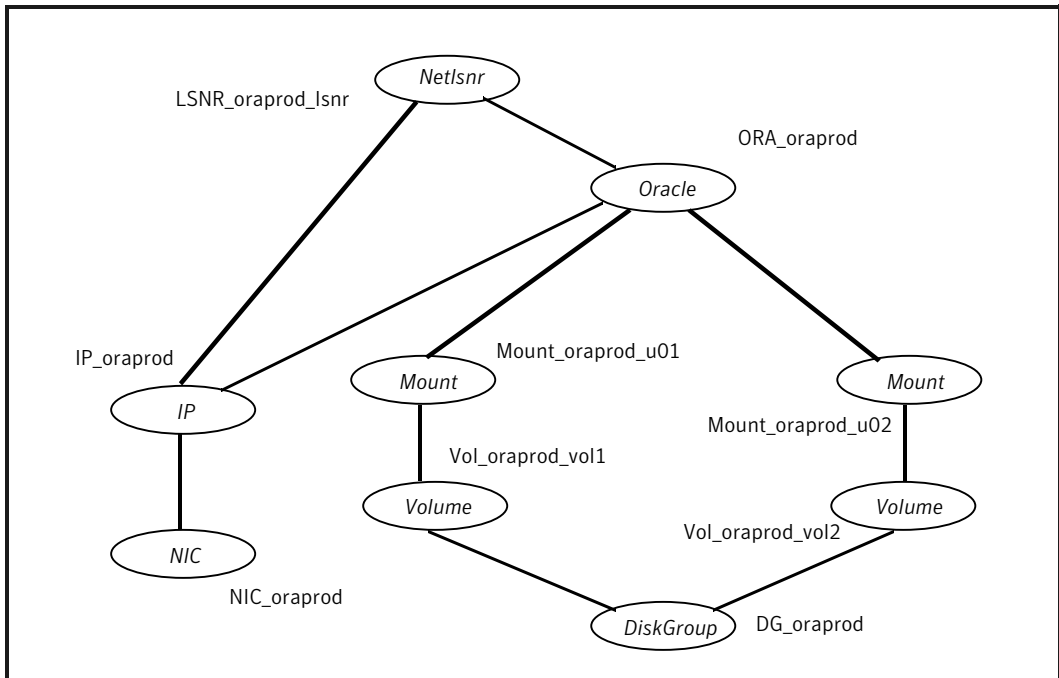 Netlsnr
LSNR_oraprod_lsnr
ORA_oraprod
Oracle
IP_oraprod
Mount_oraprod_u01
IP
Mount
Mount
Mount_oraprod_u02
Vol_oraprod_vol1
Volume
Volume
Vol_oraprod_vol2
NIC
NIC_oraprod
DiskGroup
DG_oraprod